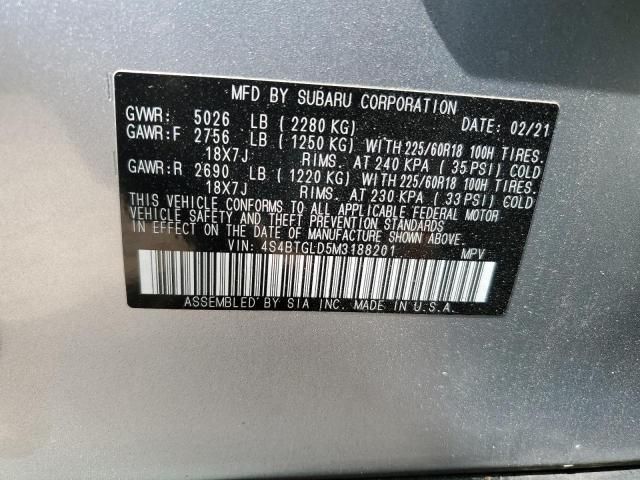 MFD BY SUBARU CORPORATION
GVWR: 5026 LB ( 2280 KG) DATE: 02/21
GAWR:F 2756 LB ( 1250 KG) WITH 225/60R18 100H TIRES.
18X7J RIMS. AT 240 KPA ( 35 PSI) COLD
GAWR:R 2690 LB ( 1220 KG) WITH 225/60R18 100H TIRES.
18X7J RIMS. AT 230 KPA ( 33 PSI) COLD
THIS VEHICLE CONFORMS TO ALL APPLICABLE FEDERAL MOTOR
VEHICLE SAFETY AND THEFT PREVENTION STANDARDS
IN EFFECT ON THE DATE OF MANUFACTURE SHOWN ABOVE.
VIN: 4S4BTGLD5M3188201 MPV
ASSEMBLED BY SIA INC. MADE IN U.S.A.